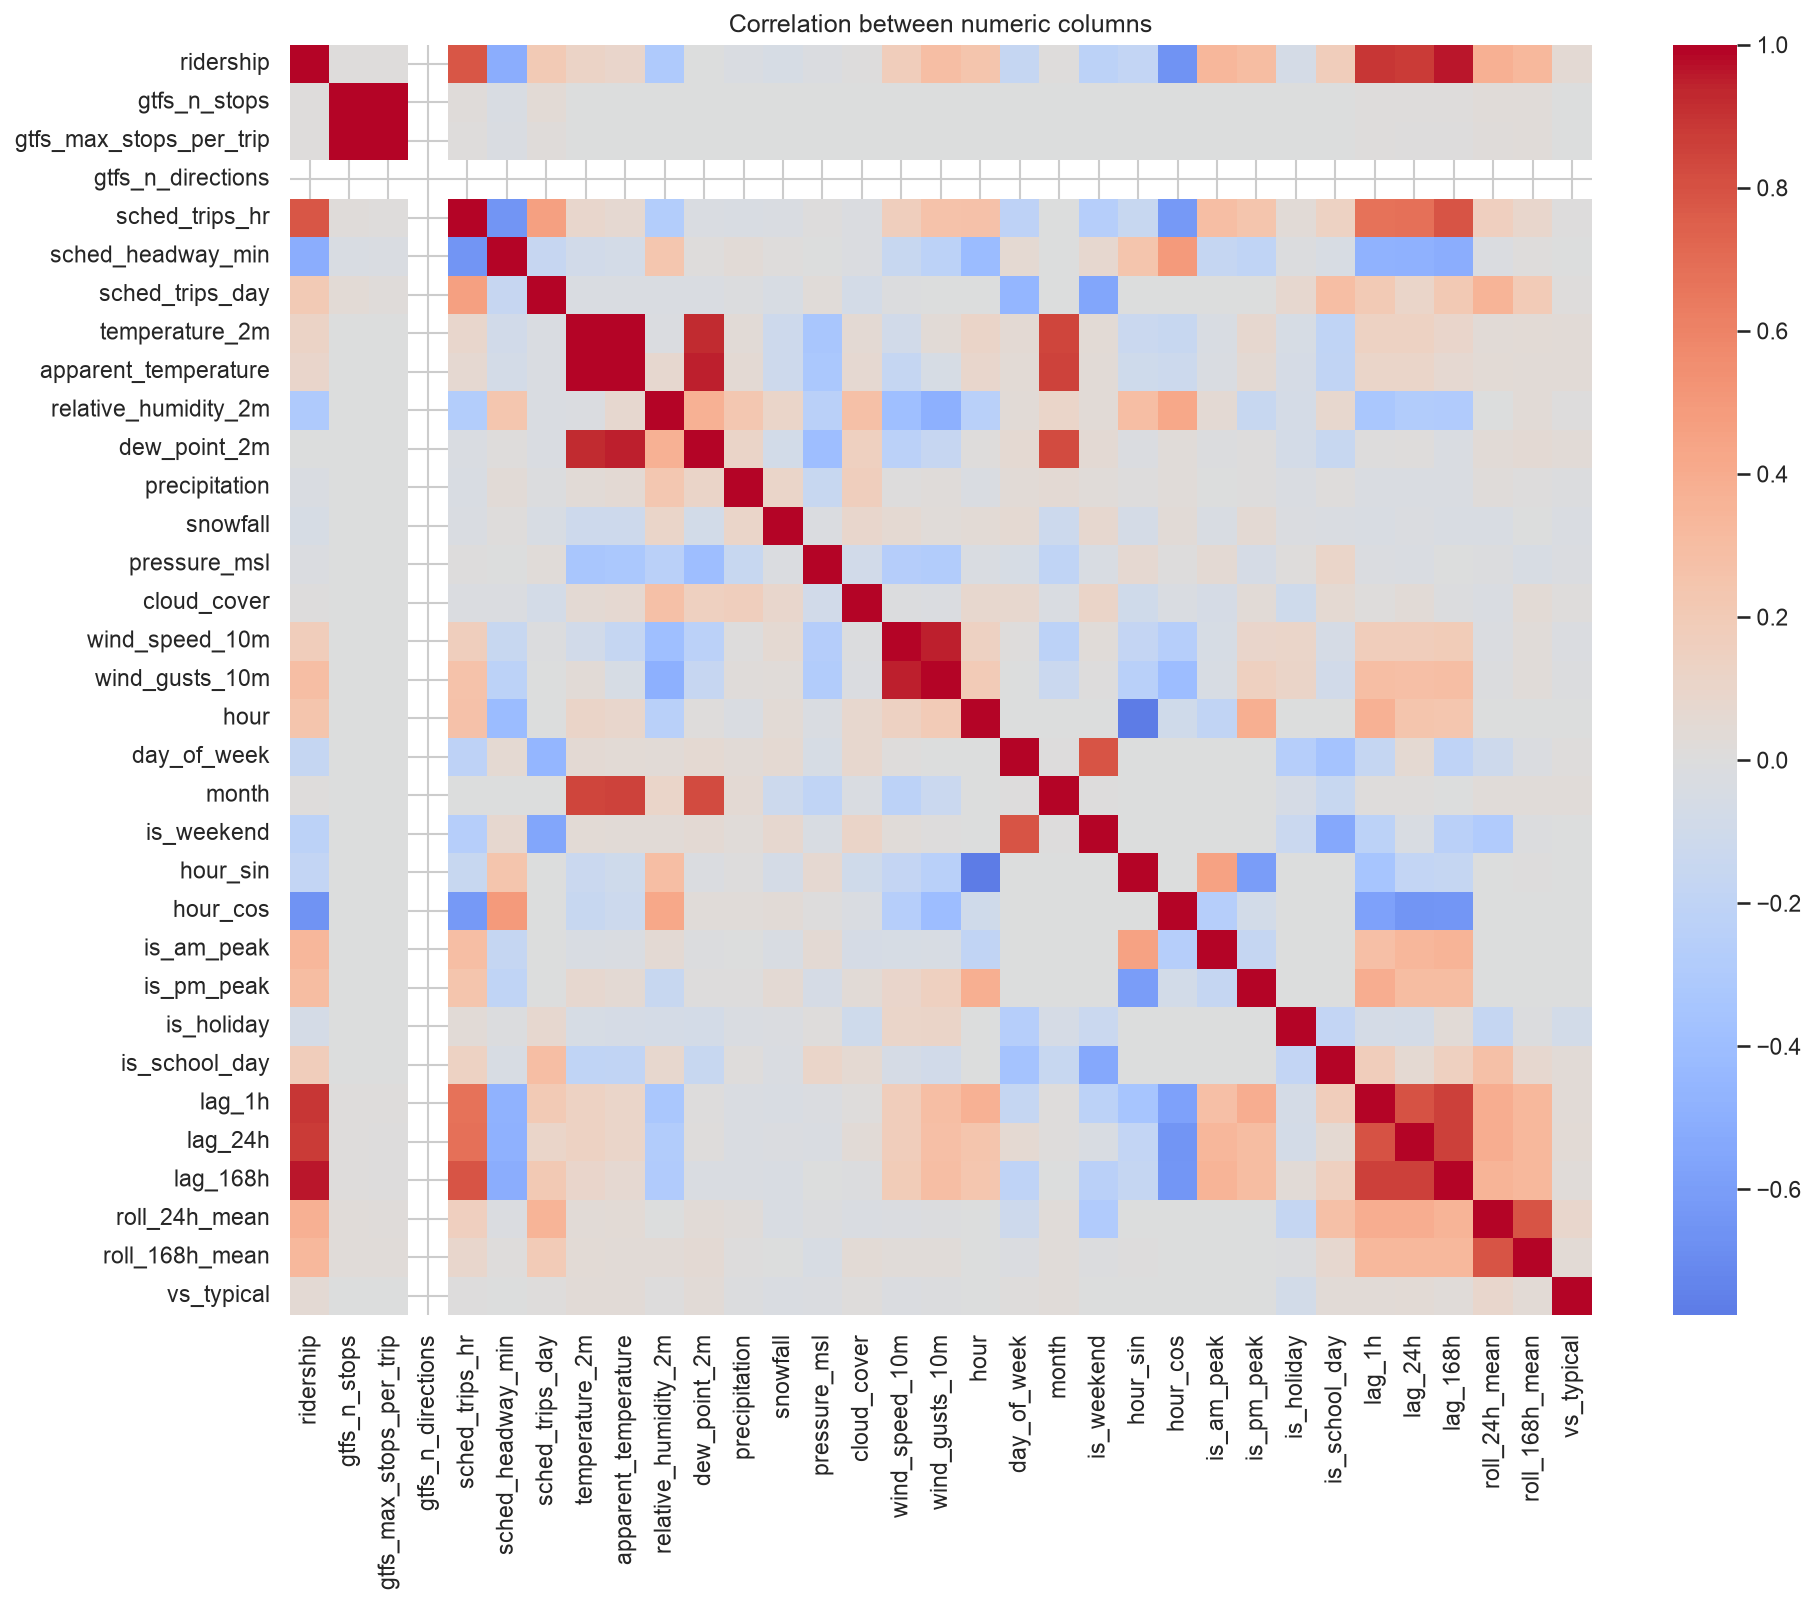 Correlation between numeric columns
ridership
gtfs_n_stops
gtfs_max_stops_per_trip
gtfs_n_directions
sched_trips_hr
sched_headway_min
sched_trips_day
temperature_2m
apparent_temperature
relative_humidity_2m
dew_point_2m
precipitation
snowfall
pressure_msl
cloud_cover
wind_speed_10m
wind_gusts_10m
hour
day_of_week
month
is_weekend
hour_sin
hour_cos
is_am_peak
is_pm_peak
is_holiday
is_school_day
lag_1h
lag_24h
lag_168h
roll_24h_mean
roll_168h_mean
vs_typical
ridership
gtfs_n_stops
gtfs_max_stops_per_trip
gtfs_n_directions
sched_trips_hr
sched_headway_min
sched_trips_day
temperature_2m
apparent_temperature
relative_humidity_2m
dew_point_2m
precipitation
snowfall
pressure_msl
cloud_cover
wind_speed_10m
wind_gusts_10m
hour
day_of_week
month
is_weekend
hour_sin
hour_cos
is_am_peak
is_pm_peak
is_holiday
is_school_day
lag_1h
lag_24h
lag_168h
roll_24h_mean
roll_168h_mean
vs_typical
1.0
0.8
0.6
0.4
0.2
0.0
−0.2
−0.4
−0.6